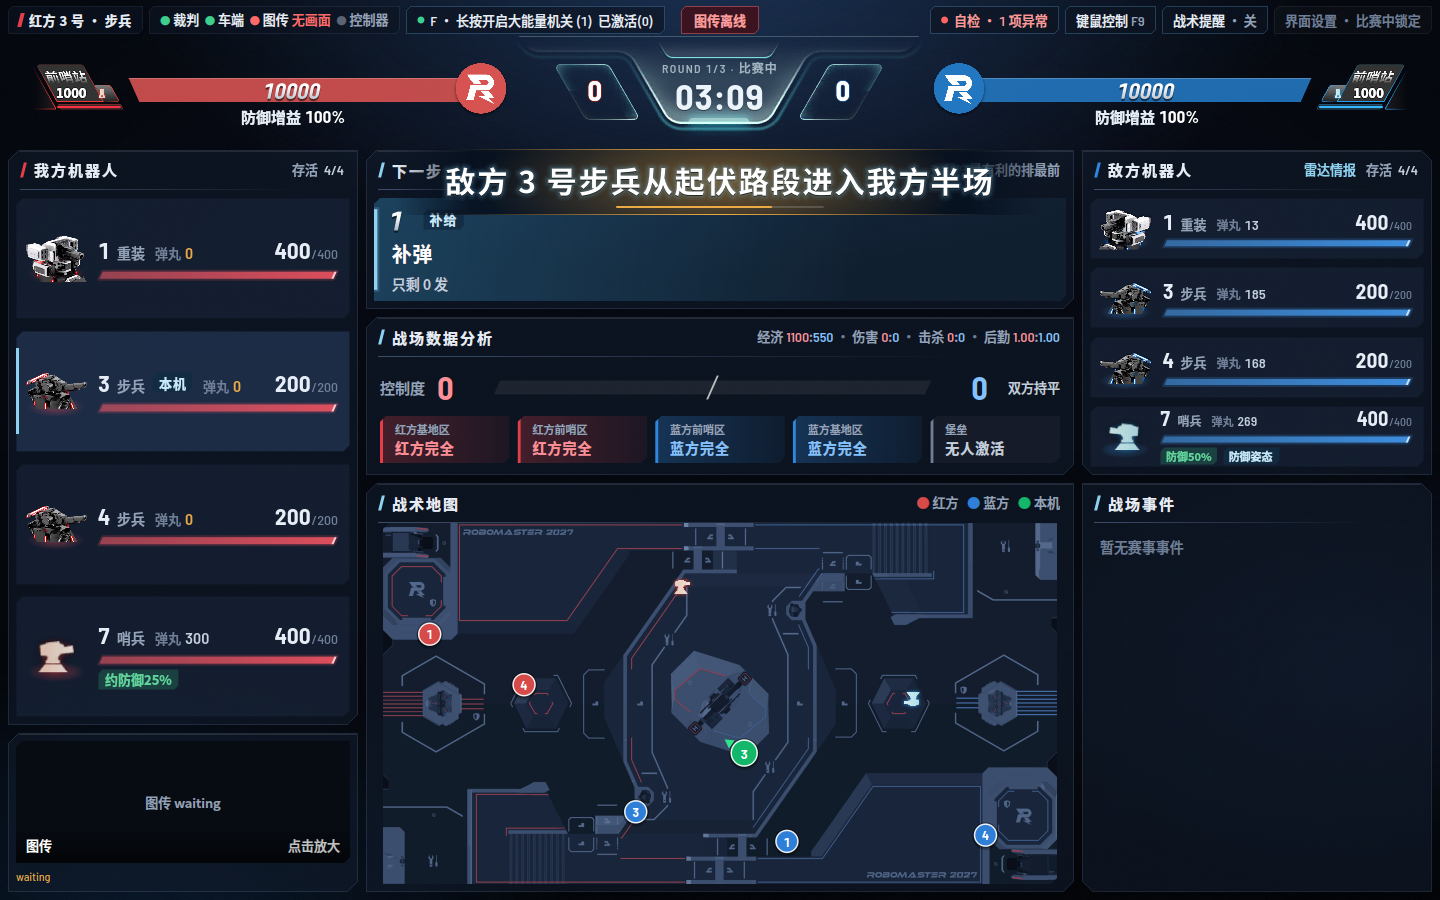 红方 3 号 · 步兵
裁判 车端 图传 无画面 控制器
F · 长按开启大能量机关 (1) 已激活(0)
图传离线
自检 · 1 项异常
键鼠控制 F9
战术提醒 · 关
界面设置 · 比赛中锁定
前哨站
1000
10000
防御增益 100%
0
ROUND 1/3 · 比赛中
03:09
0
10000
防御增益 100%
前哨站
1000
我方机器人
存活 4/4
1 重装 弹丸 0
400/400
3 步兵 本机 弹丸 0
200/200
4 步兵 弹丸 0
200/200
7 哨兵 弹丸 300
400/400
约防御25%
图传 waiting
图传
点击放大
waiting
下一步
利的排最前
敌方 3 号步兵从起伏路段进入我方半场
1 补给
补弹
只剩 0 发
战场数据分析
经济 1100:550 · 伤害 0:0 · 击杀 0:0 · 后勤 1.00:1.00
控制度 0
0 双方持平
红方基地区
红方完全
红方前哨区
红方完全
蓝方前哨区
蓝方完全
蓝方基地区
蓝方完全
堡垒
无人激活
战术地图
红方 蓝方 本机
ROBOMASTER 2027
1
4
3
3
1
4
ROBOMASTER 2027
敌方机器人
雷达情报 存活 4/4
1 重装 弹丸 13
400/400
3 步兵 弹丸 185
200/200
4 步兵 弹丸 168
200/200
7 哨兵 弹丸 269
400/400
防御50% 防御姿态
战场事件
暂无赛事事件